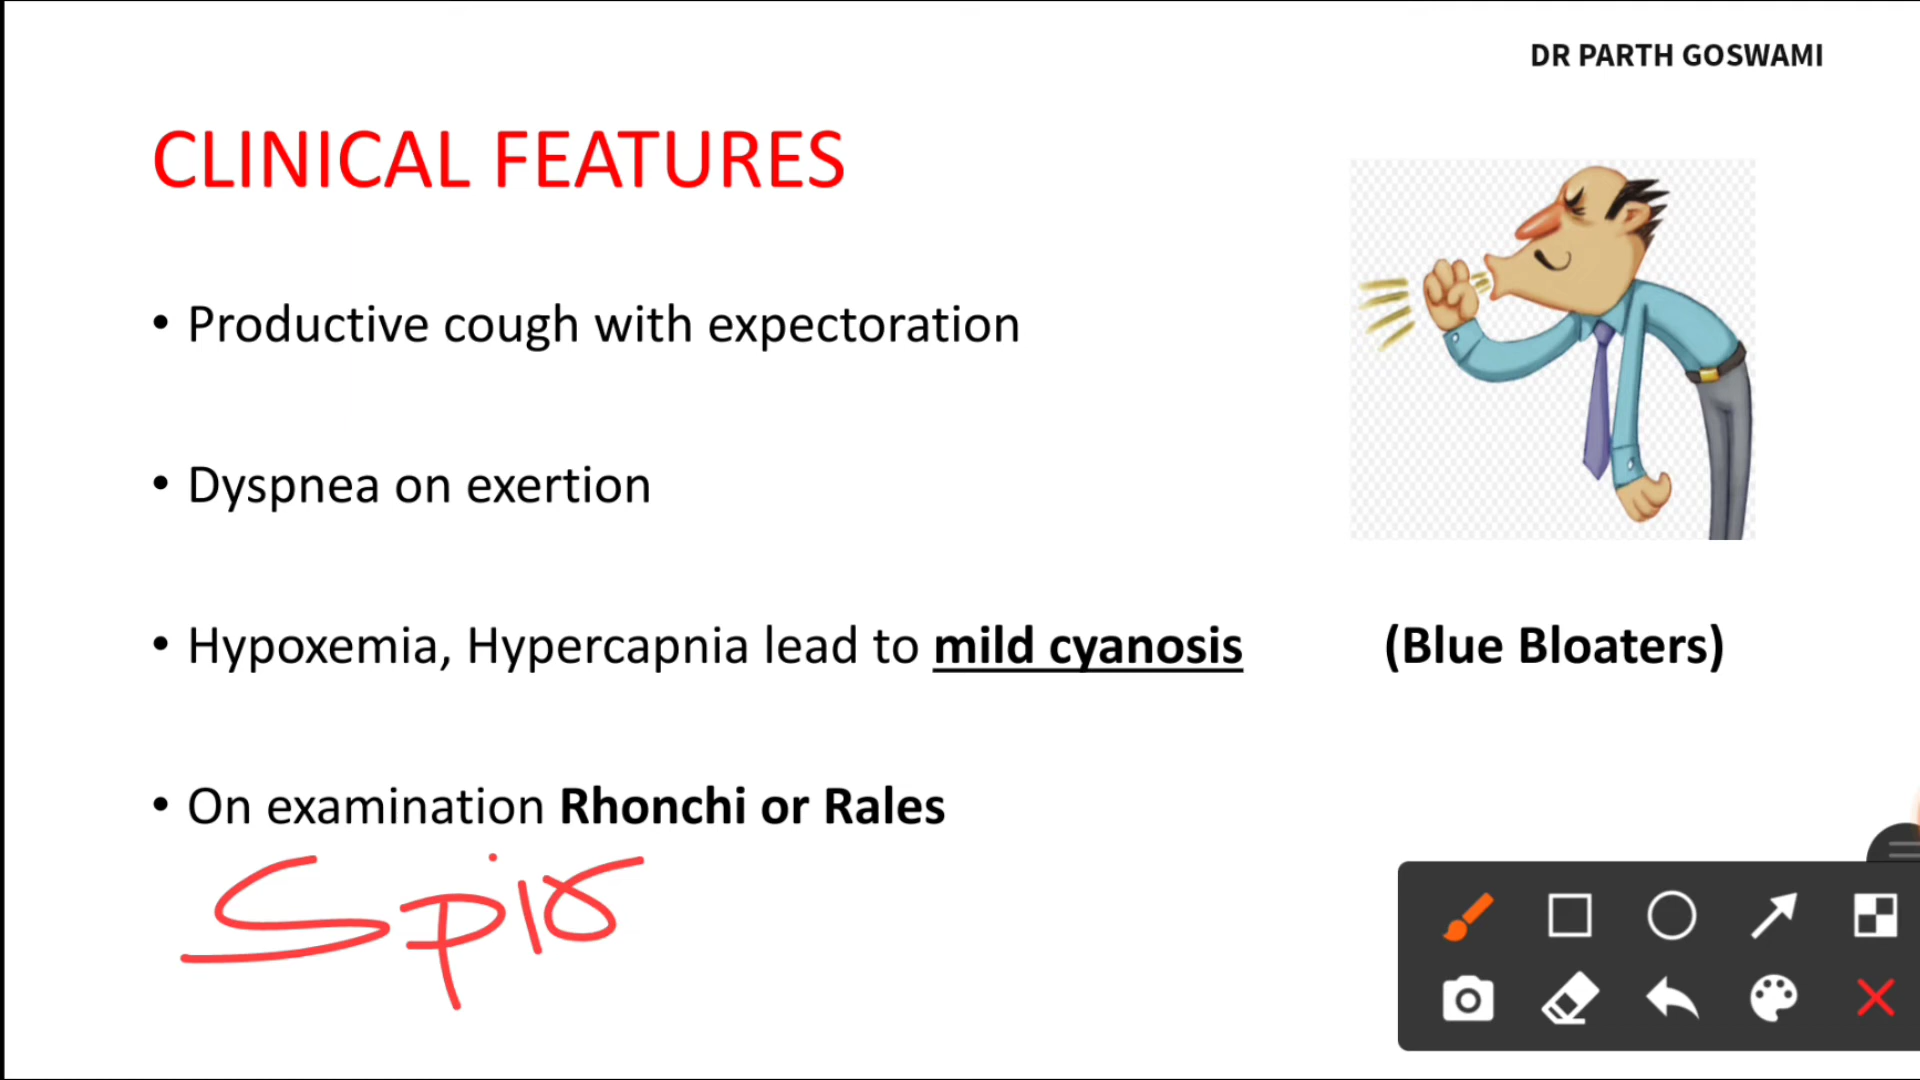 DR PARTH GOSWAMI
CLINICAL FEATURES
• Productive cough with expectoration
• Dyspnea on exertion
• Hypoxemia, Hypercapnia lead to mild cyanosis (Blue Bloaters)
• On examination Rhonchi or Rales
Spir